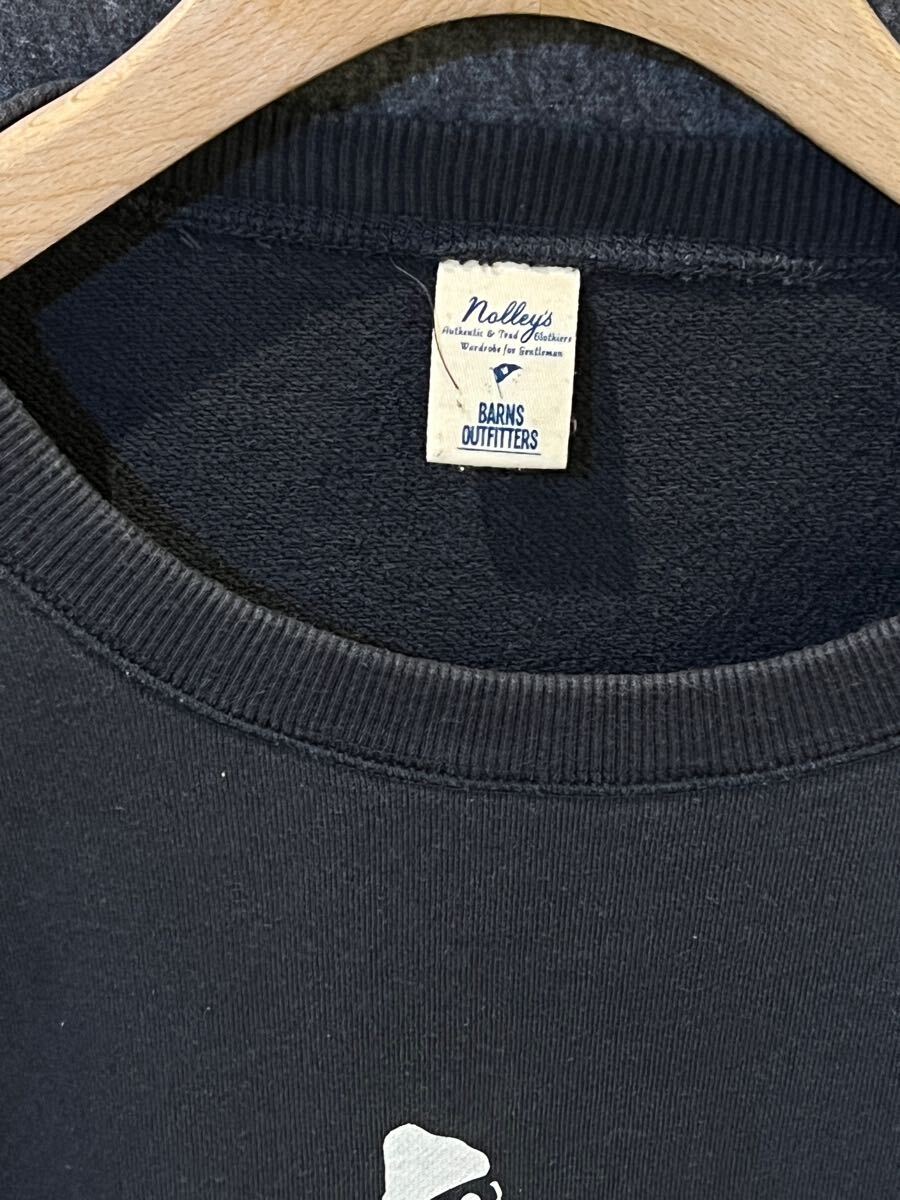 Nolley's
Authentic & Trad Clothiers
Wardrobe for Gentleman
BARNS
OUTFITTERS